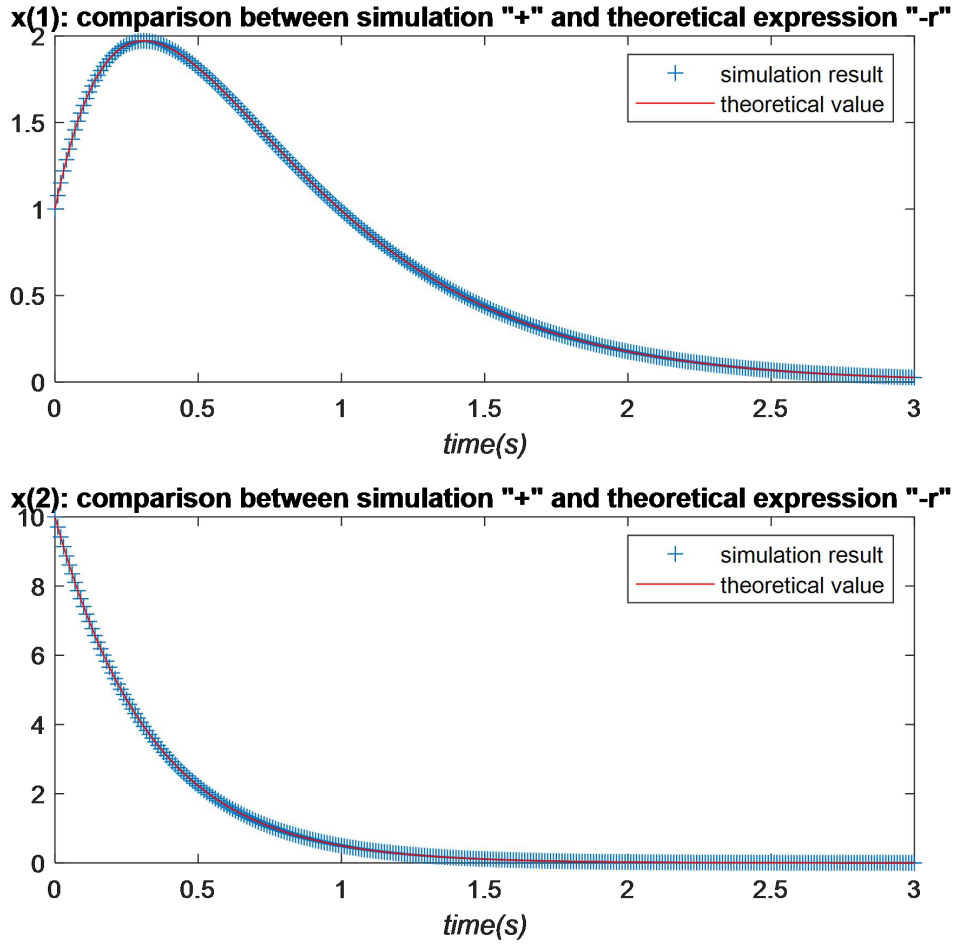 x(1): comparison between simulation "+" and theoretical expression "-r"
2
1.5
1
0.5
0
simulation result
theoretical value
0 0.5 1 1.5 2 2.5 3
time(s)
x(2): comparison between simulation "+" and theoretical expression "-r"
10
8
6
4
2
0
simulation result
theoretical value
0 0.5 1 1.5 2 2.5 3
time(s)